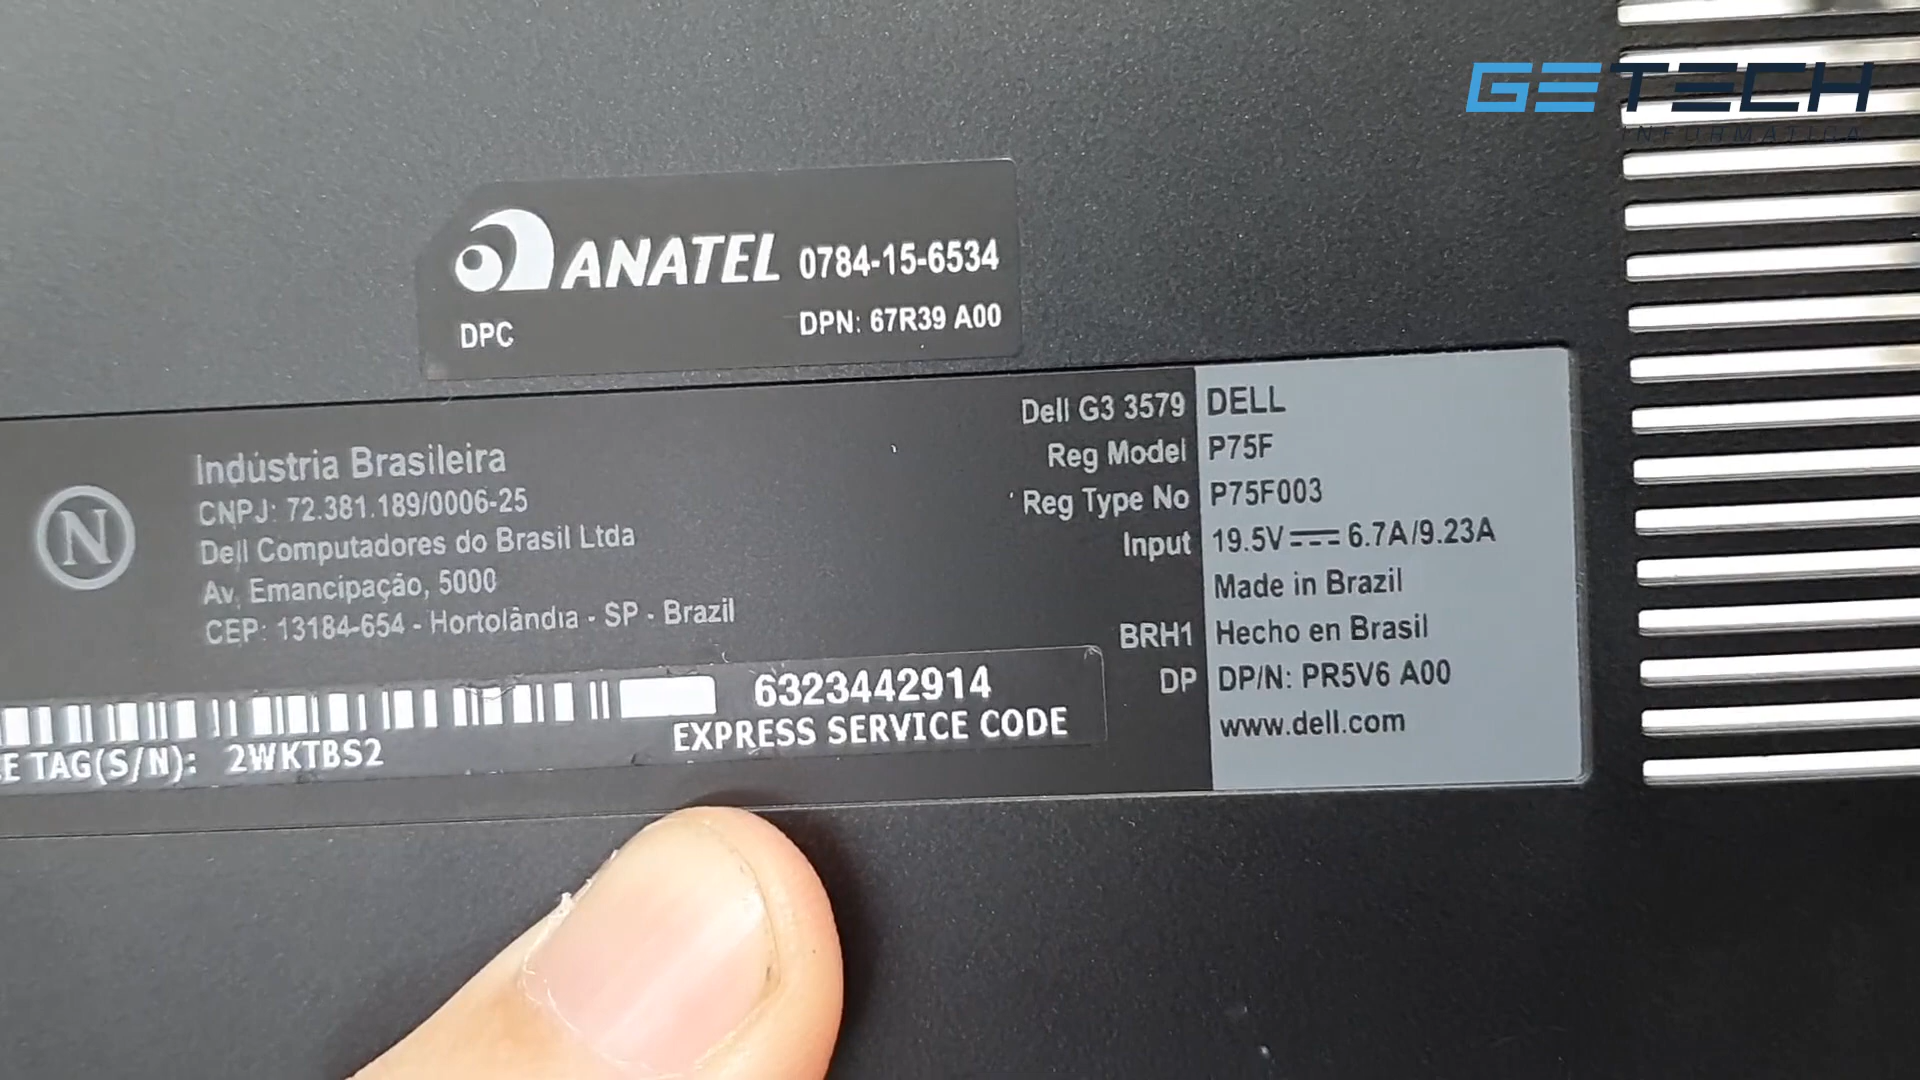 GETECH
INFORMÁTICA
ANATEL 0784-15-6534
DPC DPN: 67R39 A00
N
Indústria Brasileira
CNPJ: 72.381.189/0006-25
Dell Computadores do Brasil Ltda
Av. Emancipação, 5000
CEP: 13184-654 - Hortolândia - SP - Brazil
Dell G3 3579 DELL
Reg Model P75F
Reg Type No P75F003
Input 19.5V⎓6.7A/9.23A
Made in Brazil
BRH1 Hecho en Brasil
DP DP/N: PR5V6 A00
www.dell.com
6323442914
EXPRESS SERVICE CODE
E TAG(S/N): 2WKTBS2